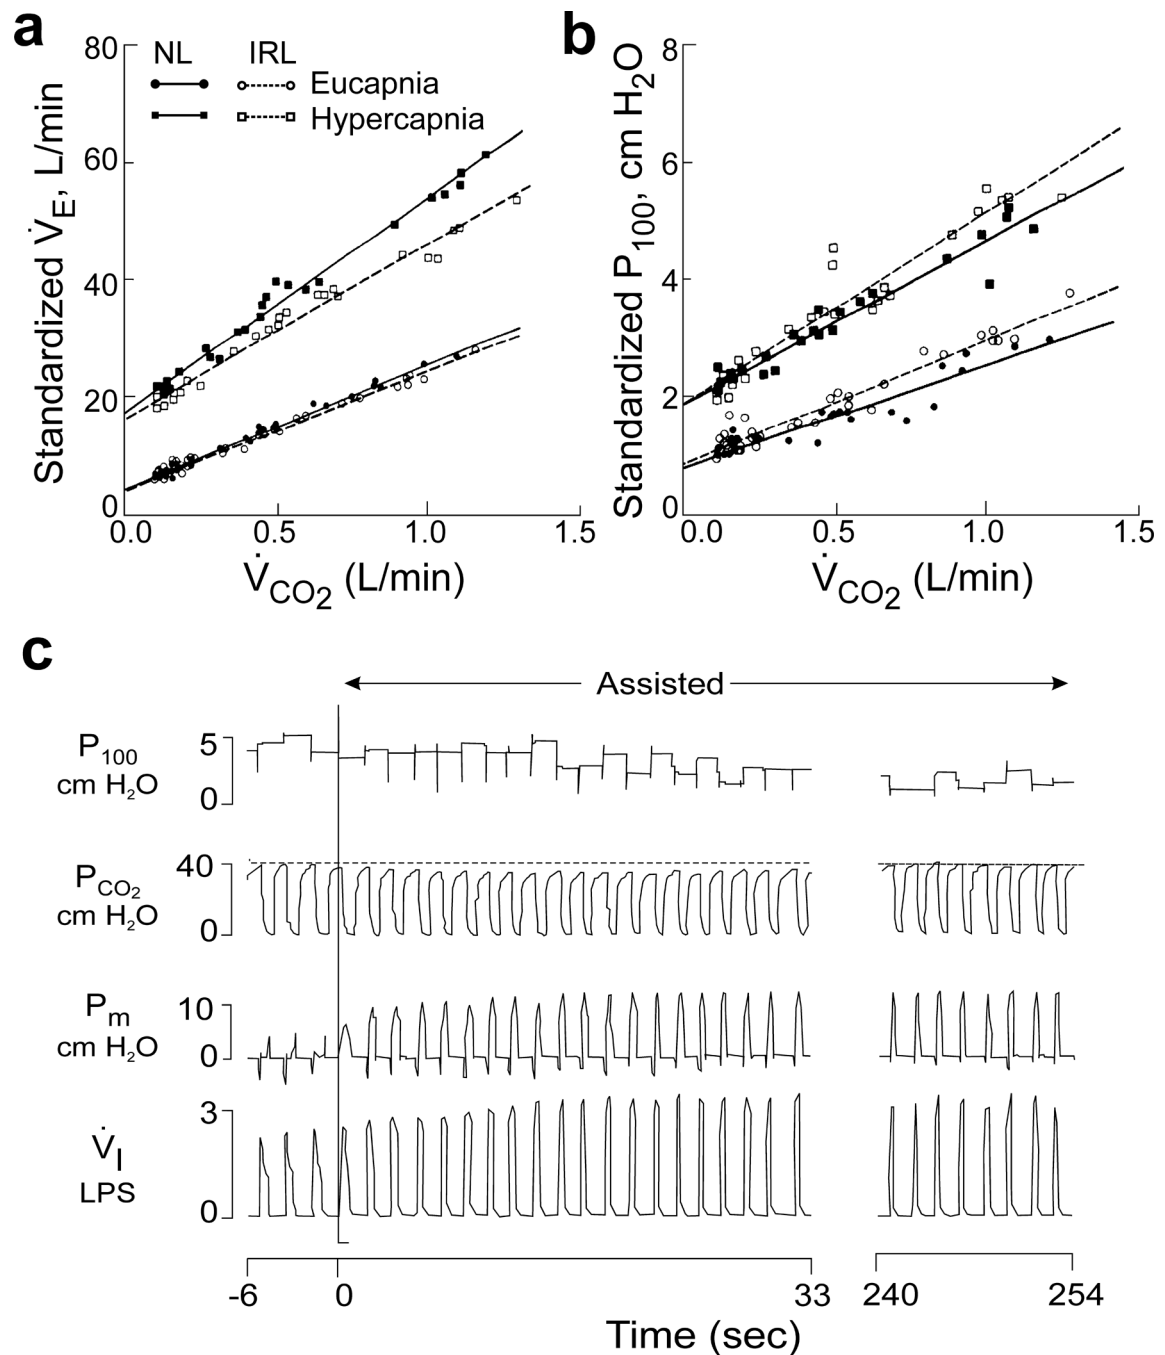 a
80
60
40
20
0
Standardized V̇E, L/min
NL IRL
Eucapnia
Hypercapnia
0.0 0.5 1.0 1.5
V̇CO2 (L/min)
b
8
6
4
2
0
Standardized P100, cm H2O
0.0 0.5 1.0 1.5
V̇CO2 (L/min)
c
Assisted
P100
cm H2O
5
0
PCO2
cm H2O
40
0
Pm
cm H2O
10
0
V̇I
LPS
3
0
-6 0 33 240 254
Time (sec)